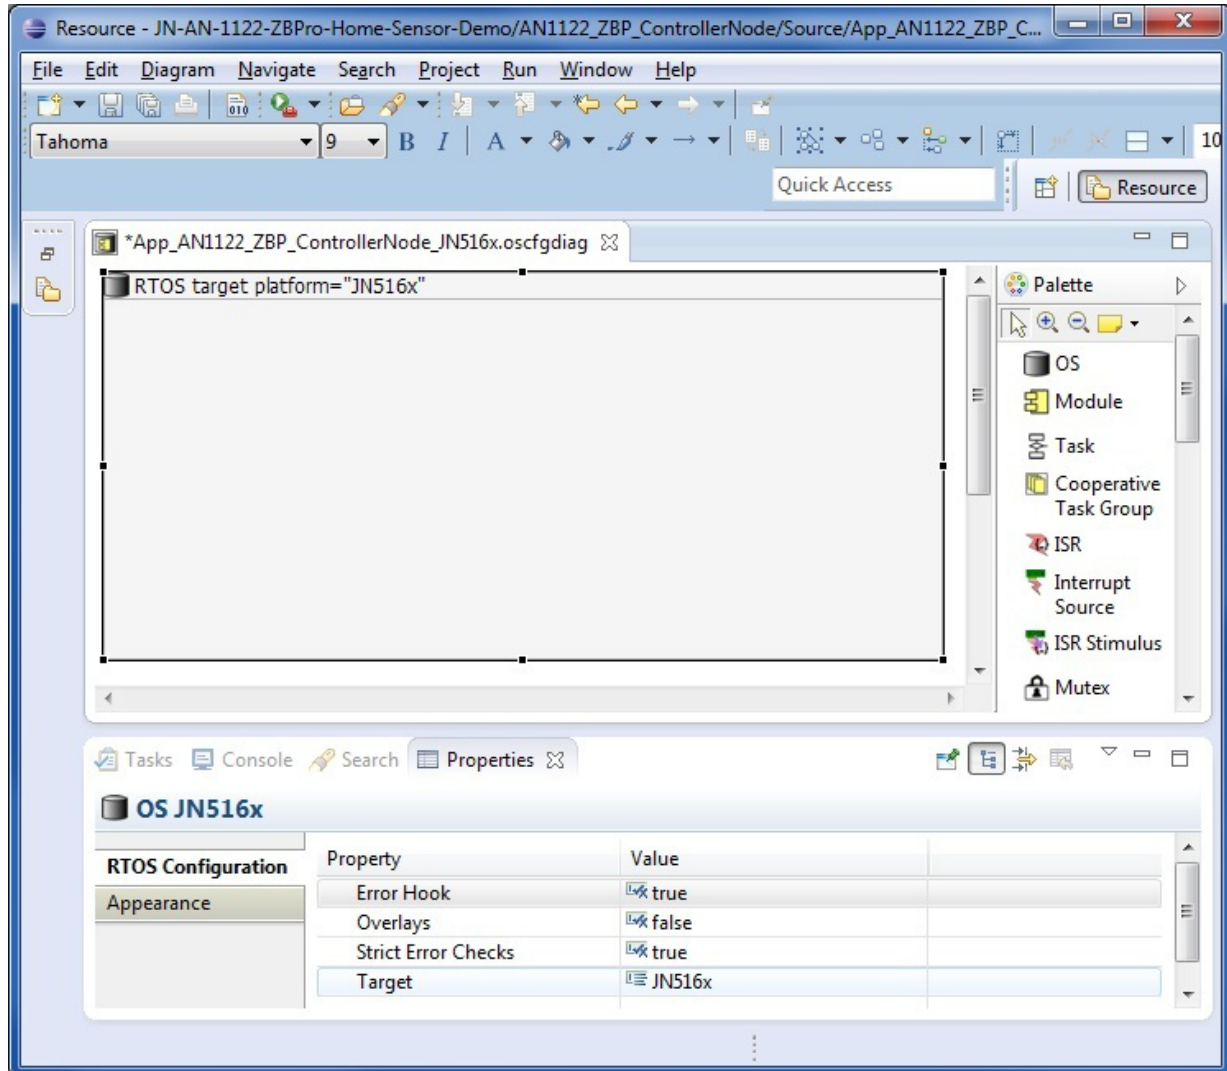 Resource - JN-AN-1122-ZBPro-Home-Sensor-Demo/AN1122_ZBP_ControllerNode/Source/App_AN1122_ZBP_C...
File Edit Diagram Navigate Search Project Run Window Help
010
Tahoma 9 B I A 10
Quick Access Resource
*App_AN1122_ZBP_ControllerNode_JN516x.oscfgdiag
RTOS target platform="JN516x"
Palette
OS
Module
Task
Cooperative
Task Group
ISR
Interrupt
Source
ISR Stimulus
Mutex
Tasks Console Search Properties
OS JN516x
RTOS Configuration
Appearance
Property Value
Error Hook true
Overlays false
Strict Error Checks true
Target JN516x